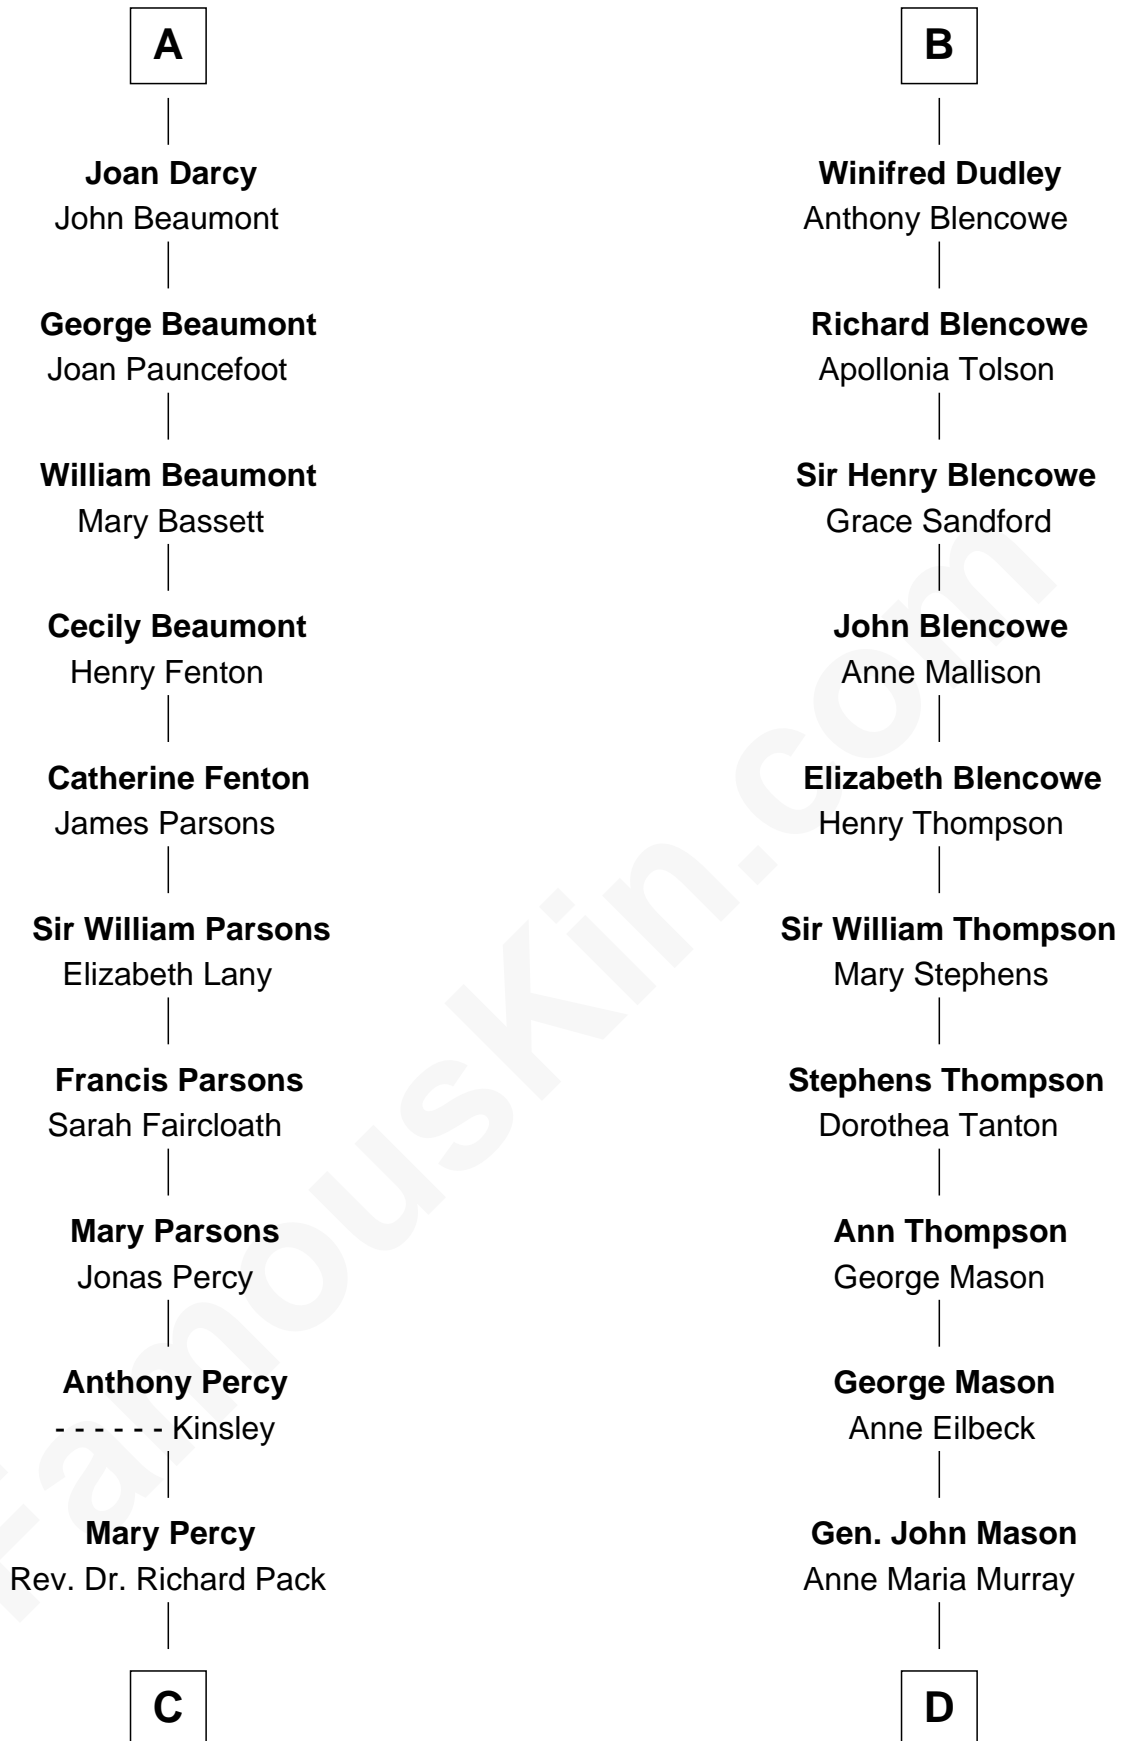 A
Joan Darcy
John Beaumont
George Beaumont
Joan Pauncefoot
William Beaumont
Mary Bassett
Cecily Beaumont
Henry Fenton
Catherine Fenton
James Parsons
Sir William Parsons
Elizabeth Lany
Francis Parsons
Sarah Faircloath
Mary Parsons
Jonas Percy
Anthony Percy
- - - - - - Kinsley
Mary Percy
Rev. Dr. Richard Pack
C
B
Winifred Dudley
Anthony Blencowe
Richard Blencowe
Apollonia Tolson
Sir Henry Blencowe
Grace Sandford
John Blencowe
Anne Mallison
Elizabeth Blencowe
Henry Thompson
Sir William Thompson
Mary Stephens
Stephens Thompson
Dorothea Tanton
Ann Thompson
George Mason
George Mason
Anne Eilbeck
Gen. John Mason
Anne Maria Murray
D
FamousKin.com